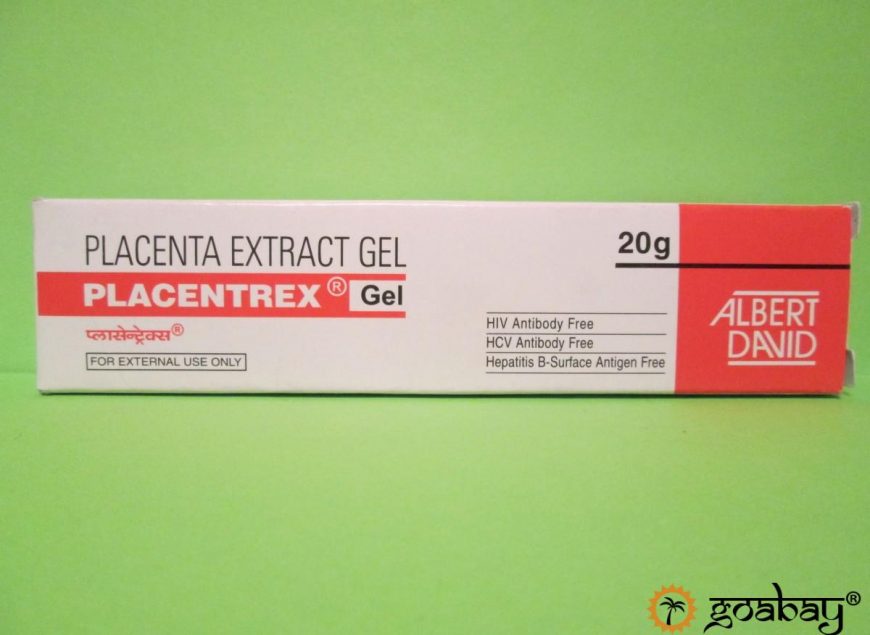 PLACENTA EXTRACT GEL
PLACENTREX® Gel
प्लासेन्ट्रेक्स®
FOR EXTERNAL USE ONLY
20g
HIV Antibody Free
HCV Antibody Free
Hepatitis B-Surface Antigen Free
ALBERT
DAVID
goabay®